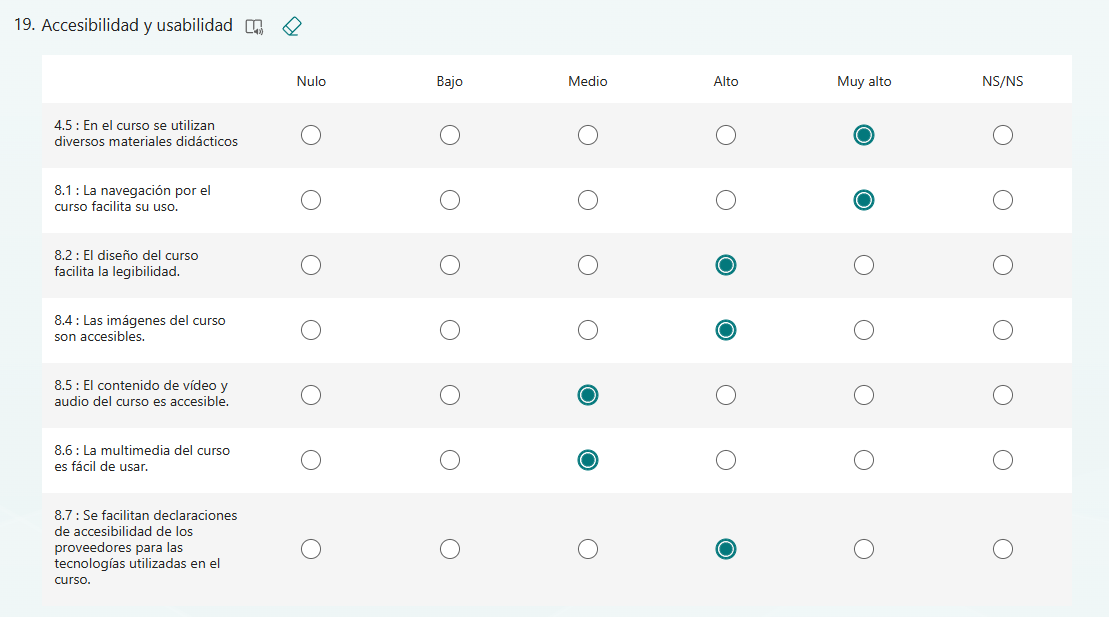 19. Accesibilidad y usabilidad
Nulo Bajo Medio Alto Muy alto NS/NS
4.5 : En el curso se utilizan
diversos materiales didácticos
8.1 : La navegación por el
curso facilita su uso.
8.2 : El diseño del curso
facilita la legibilidad.
8.4 : Las imágenes del curso
son accesibles.
8.5 : El contenido de vídeo y
audio del curso es accesible.
8.6 : La multimedia del curso
es fácil de usar.
8.7 : Se facilitan declaraciones
de accesibilidad de los
proveedores para las
tecnologías utilizadas en el
curso.